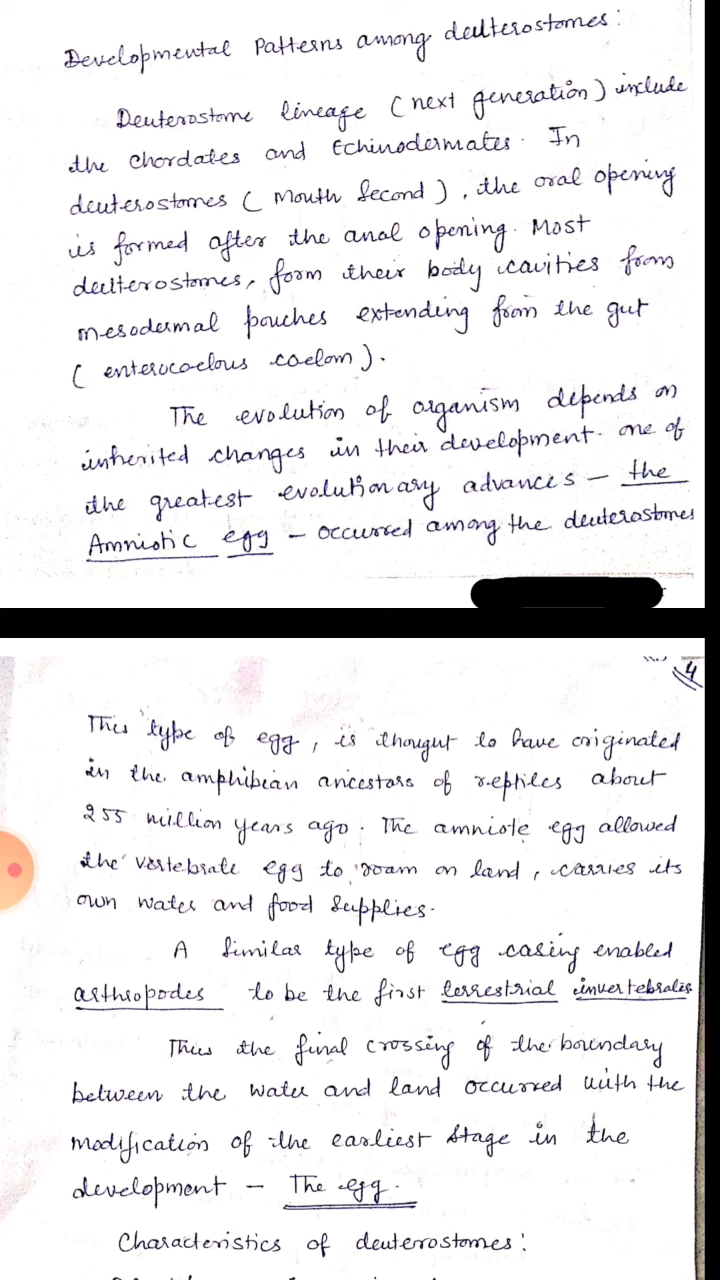 Developmental Patterns among deuterostomes:
Deuterostome lineage (next generation) include
the chordates and Echinodermates. In
deuterostomes (Mouth Second), the oral opening
is formed after the anal opening. Most
deuterostomes, form their body cavities from
mesodermal pouches extending from the gut
(enterocoelous coelom).
The evolution of organism depends on
inherited changes in their development. one of
the greatest evolutionary advances - the
Amniotic egg - occurred among the deuterostomes
4
This type of egg, is thougut to have originated
in the amphibean ancestors of reptiles about
255 million years ago. The amniote egg allowed
the vertebrate egg to roam on land, carries its
own water and food supplies.
A similar type of egg casing enabled
arthropodes to be the first terrestrial invertebrates
Thus the final crossing of the boundary
between the water and land occurred with the
modification of the earliest stage in the
development - The egg.
Characteristics of deuterostomes: